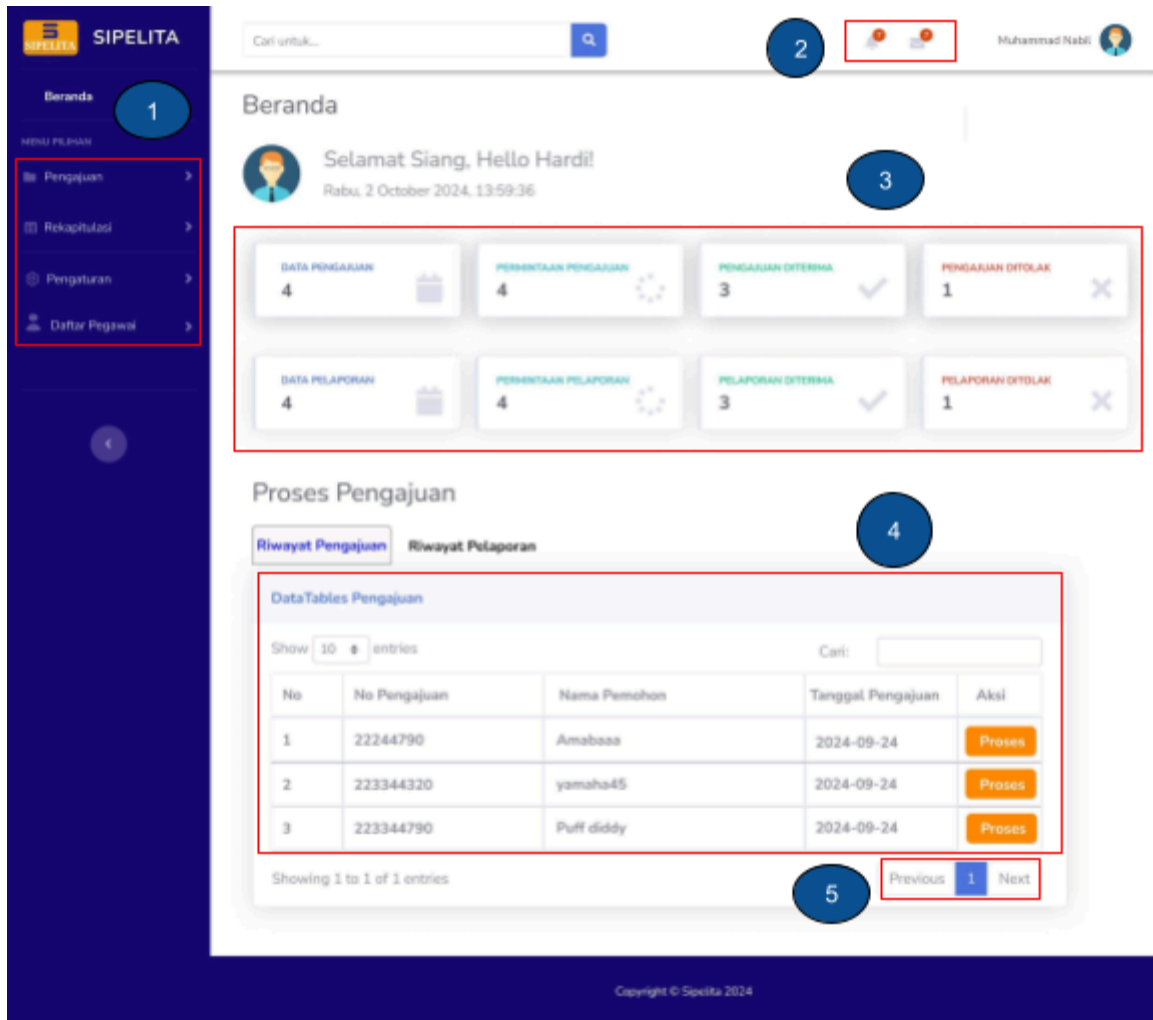 SIPELITA SIPELITA
Cari untuk...
2
Muhammad Nabil
Beranda
1
MENU PILIHAN
Pengajuan
Rekapitulasi
Pengaturan
Daftar Pegawai
Beranda
Selamat Siang, Hello Hardi!
Rabu, 2 October 2024, 13:59:36
3
DATA PENGAJUAN
4
PERMINTAAN PENGAJUAN
4
PENGAJUAN DITERIMA
3
PENGAJUAN DITOLAK
1
DATA PELAPORAN
4
PERMINTAAN PELAPORAN
4
PELAPORAN DITERIMA
3
PELAPORAN DITOLAK
1
Proses Pengajuan
4
Riwayat Pengajuan Riwayat Pelaporan
DataTables Pengajuan
Show 10 entries Cari:
No No Pengajuan Nama Pemohon Tanggal Pengajuan Aksi
1 22244790 Amabaaa 2024-09-24 Proses
2 223344320 yamaha45 2024-09-24 Proses
3 223344790 Puff diddy 2024-09-24 Proses
Showing 1 to 1 of 1 entries
5
Previous 1 Next
Copyright © Sipelita 2024